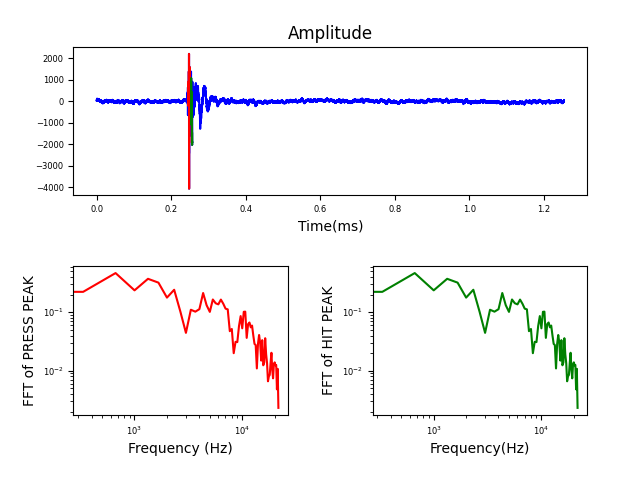 Amplitude
2000
1000
0
−1000
−2000
−3000
−4000
0.0 0.2 0.4 0.6 0.8 1.0 1.2
Time(ms)
FFT of PRESS PEAK
10⁻¹
10⁻²
10³ 10⁴
Frequency (Hz)
FFT of HIT PEAK
10⁻¹
10⁻²
10³ 10⁴
Frequency(Hz)